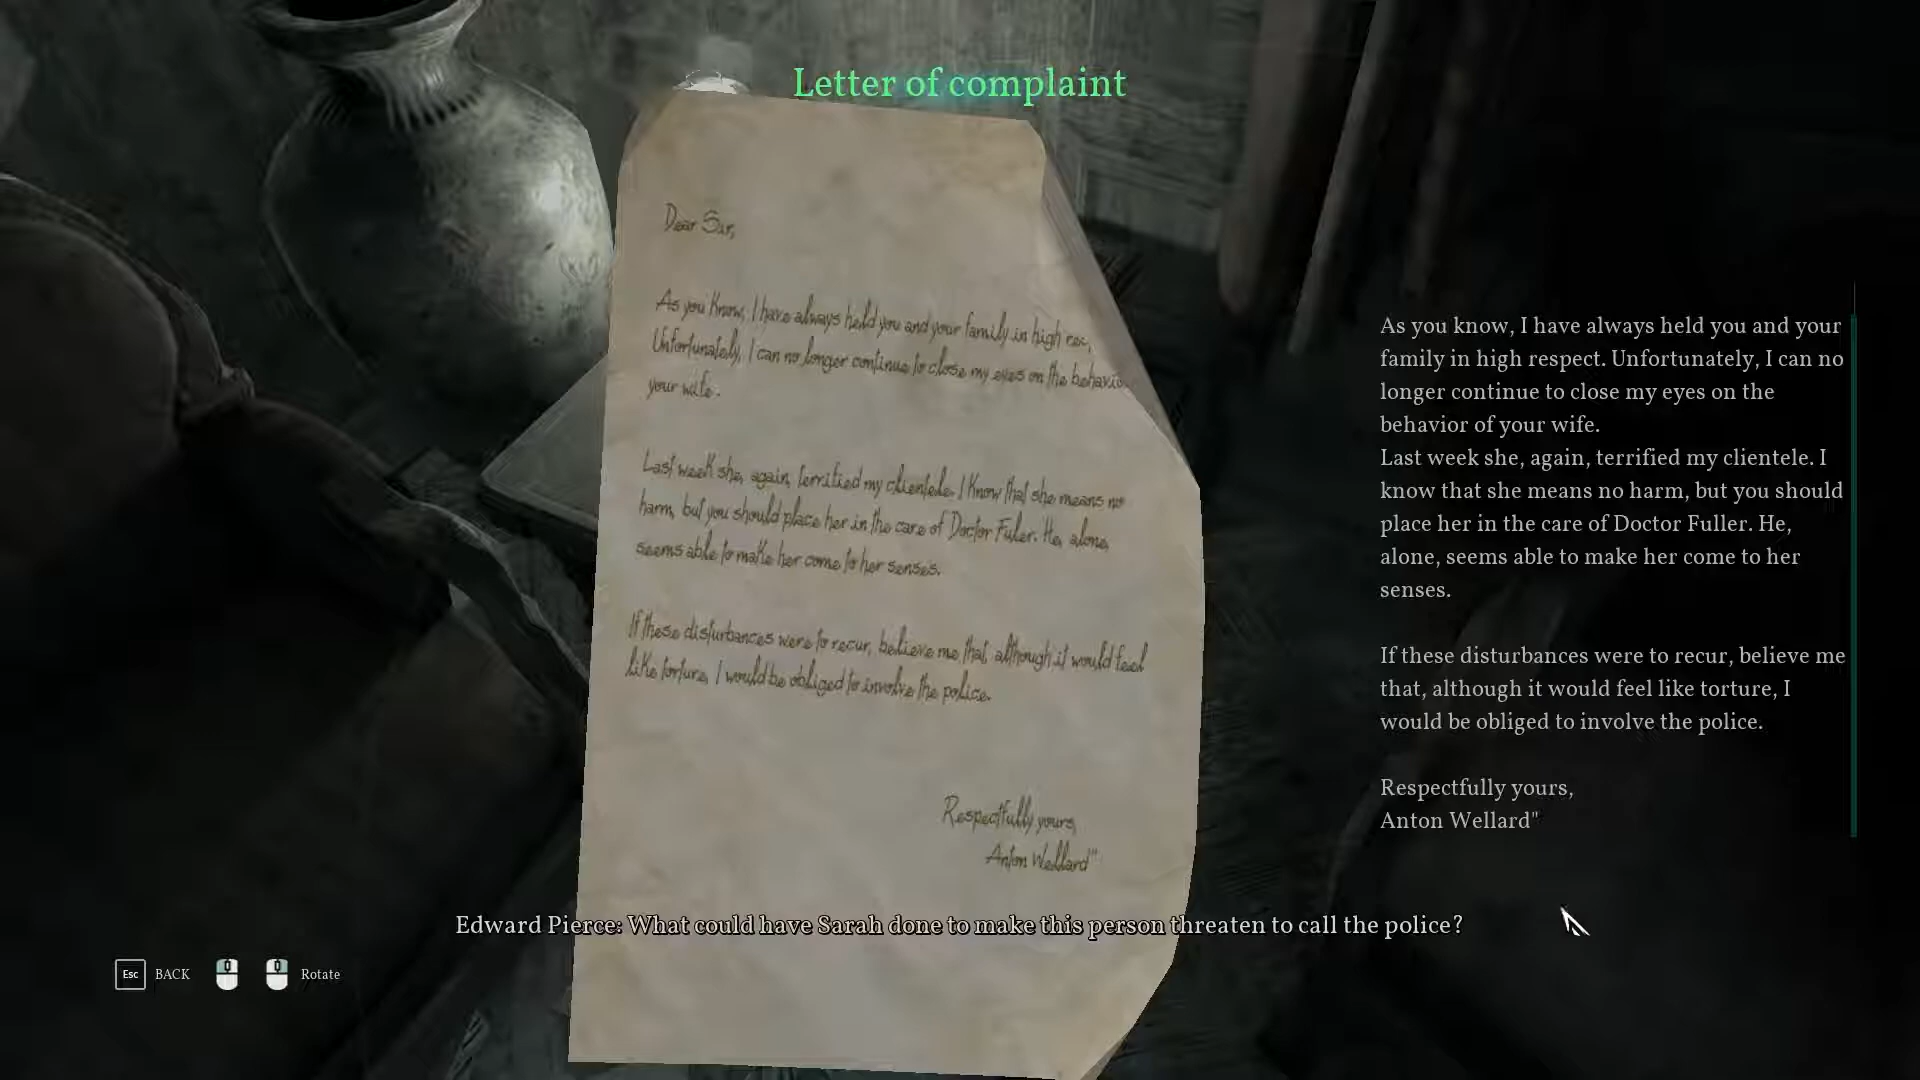 Letter of complaint
Dear Sir,
As you know, I have always held you and your family in high res,
Unfortunately, I can no longer continue to close my eyes on the behavio
your wife.
Last week she, again, terrified my clientele. I know that she means no
harm, but you should place her in the care of Doctor Fuller. He, alone,
seems able to make her come to her senses.
If these disturbances were to recur, believe me that, although it would feel
like torture, I would be obliged to involve the police.
Respectfully yours,
Anton Wellard"
As you know, I have always held you and your
family in high respect. Unfortunately, I can no
longer continue to close my eyes on the
behavior of your wife.
Last week she, again, terrified my clientele. I
know that she means no harm, but you should
place her in the care of Doctor Fuller. He,
alone, seems able to make her come to her
senses.
If these disturbances were to recur, believe me
that, although it would feel like torture, I
would be obliged to involve the police.
Respectfully yours,
Anton Wellard"
Edward Pierce: What could have Sarah done to make this person threaten to call the police?
Esc BACK Rotate